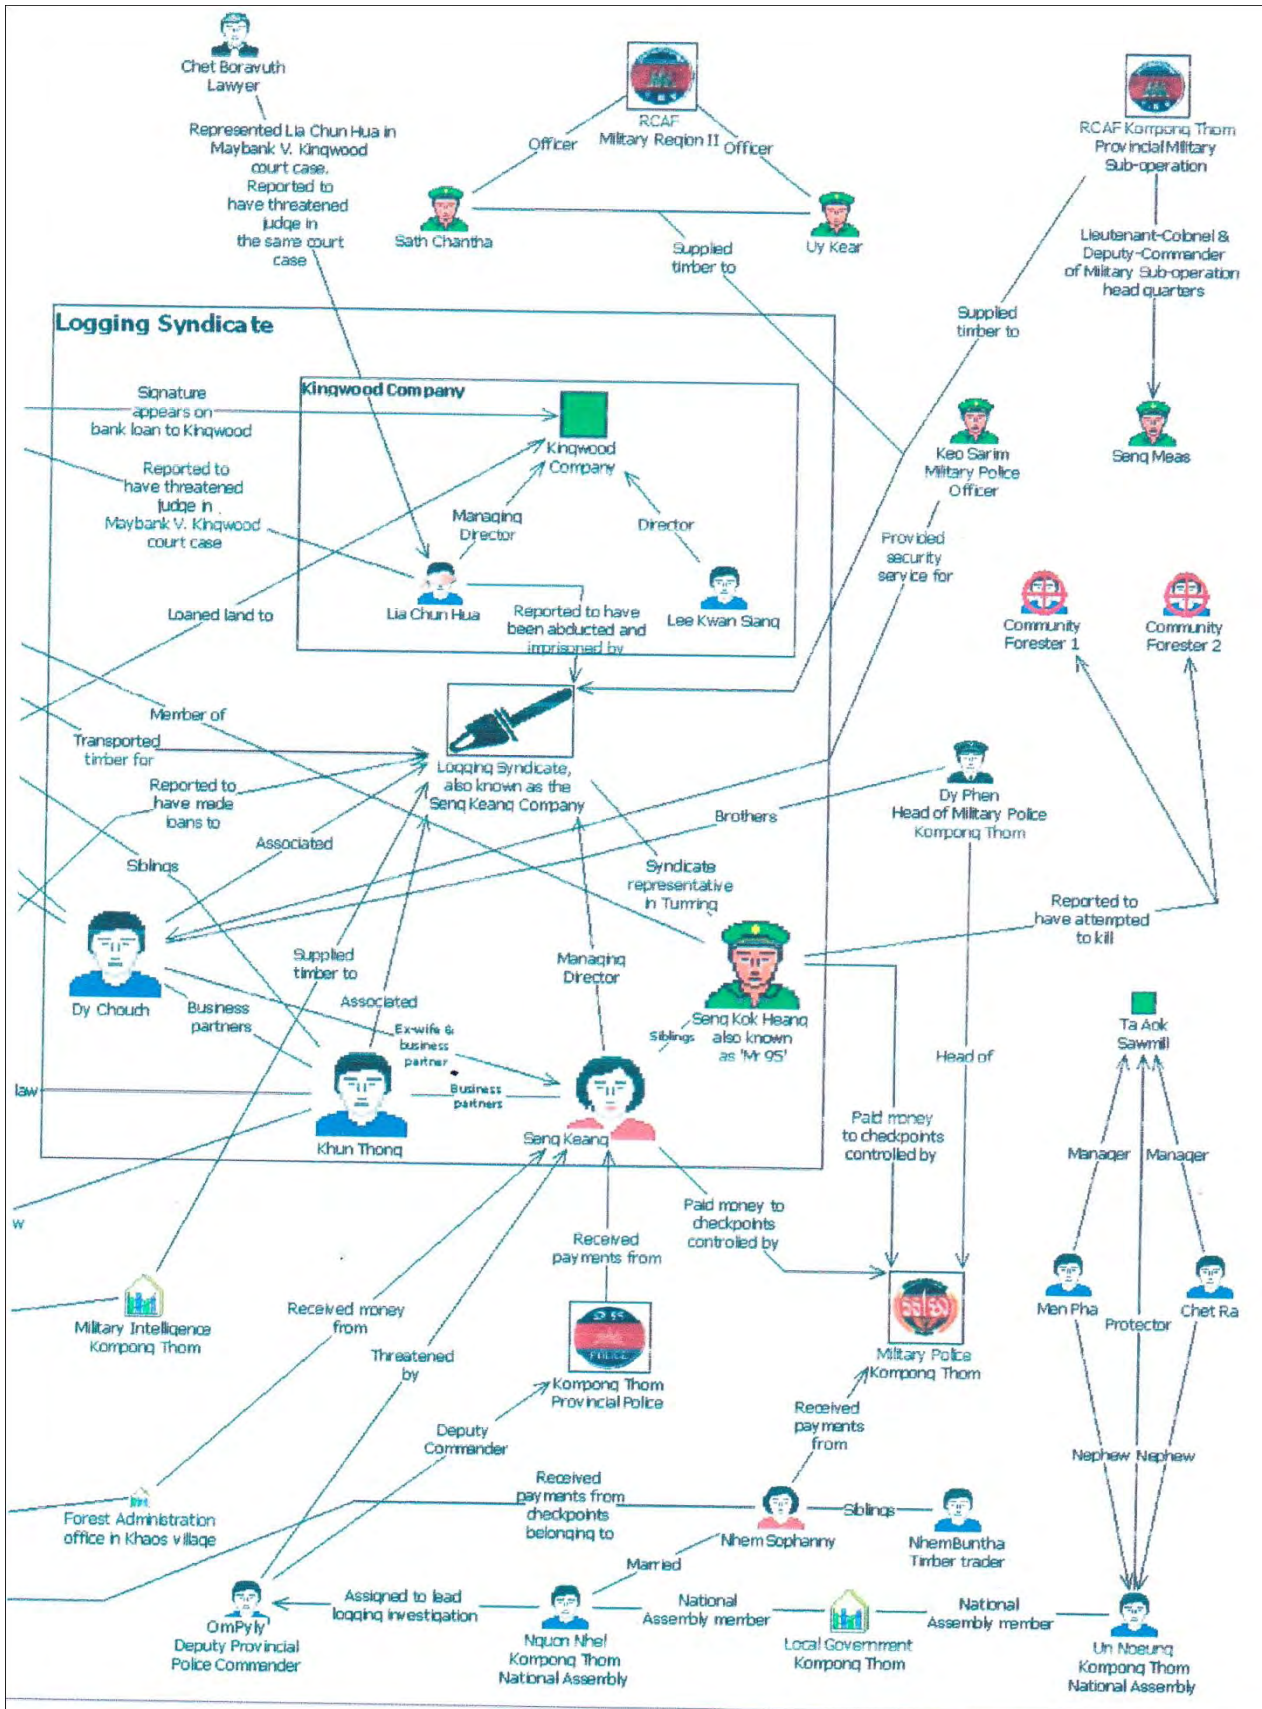 Chet Boravuth
Lawyer
Represented Lia Chun Hua in
Maybank V. Kingwood
court case.
Reported to
have threatened
judge in
the same court
case
RCAF
Military Region II
Officer
Officer
Sath Chantha
Uy Kear
Supplied
timber to
RCAF Kompong Thom
Provincial Military
Sub-operation
Lieutenant-Colonel &
Deputy-Commander
of Military Sub-operation
head quarters
Supplied
timber to
Seng Meas
Keo Sarim
Military Police
Officer
Provided
security
service for
Logging Syndicate
Kingwood Company
Signature
appears on
bank loan to Kingwood
Kingwood
Company
Reported to
have threatened
judge in
Maybank V. Kingwood
court case
Managing
Director
Director
Lia Chun Hua
Lee Kwan Siang
Reported to have
been abducted and
imprisoned by
Loaned land to
Community
Forester 1
Community
Forester 2
Member of
Transported
timber for
Logging Syndicate,
also known as the
Seng Keang Company
Reported to
have made
loans to
Associated
Siblings
Brothers
Dy Phen
Head of Military Police
Kompong Thom
Syndicate
representative
in Tumring
Reported to
have attempted
to kill
Dy Chouch
Supplied
timber to
Managing
Director
Business
partners
Associated
Ex-wife &
business
partner
Siblings
Seng Kok Heang
also known
as 'Mr 95'
Business
partners
law
Khun Thong
Seng Keang
Head of
Ta Aok
Sawmill
Paid money
to checkpoints
controlled by
Manager
Manager
w
Received
payments from
Paid money to
checkpoints
controlled by
Men Pha
Protector
Chet Ra
Military Intelligence
Kompong Thom
Received money
from
Threatened
by
Kompong Thom
Provincial Police
Military Police
Kompong Thom
Deputy
Commander
Received
payments
from
Nephew
Nephew
Forest Administration
office in Khaos village
Received
payments from
checkpoints
belonging to
Nhem Sophanny
Siblings
NhemBuntha
Timber trader
Married
OmPyly
Deputy Provincial
Police Commander
Assigned to lead
logging investigation
Nguon Nhel
Kompong Thom
National Assembly
National
Assembly member
Local Government
Kompong Thom
National
Assembly member
Un Noeung
Kompong Thom
National Assembly